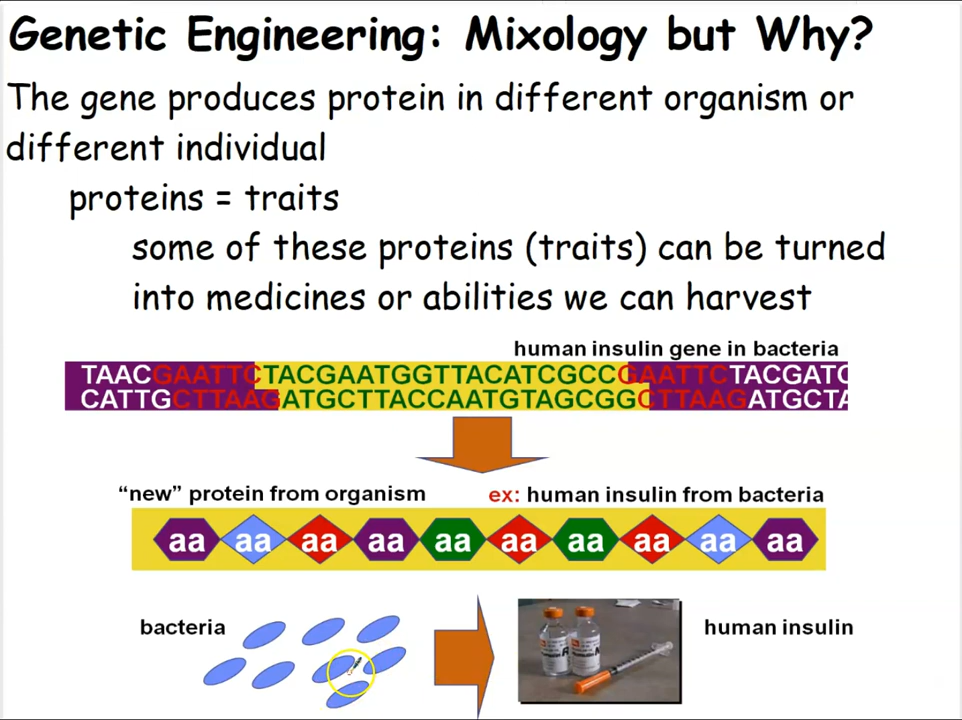 Genetic Engineering: Mixology but Why?
The gene produces protein in different organism or
different individual
proteins = traits
some of these proteins (traits) can be turned
into medicines or abilities we can harvest
human insulin gene in bacteria
TAACGAATTCTACGAATGGTTACATCGCCGAATTCTACGATC
CATTGCTTAAGATGCTTACCAATGTAGCGGCTTAAGATGCTA
“new” protein from organism
ex: human insulin from bacteria
aa aa aa aa aa aa aa aa aa aa
bacteria
human insulin